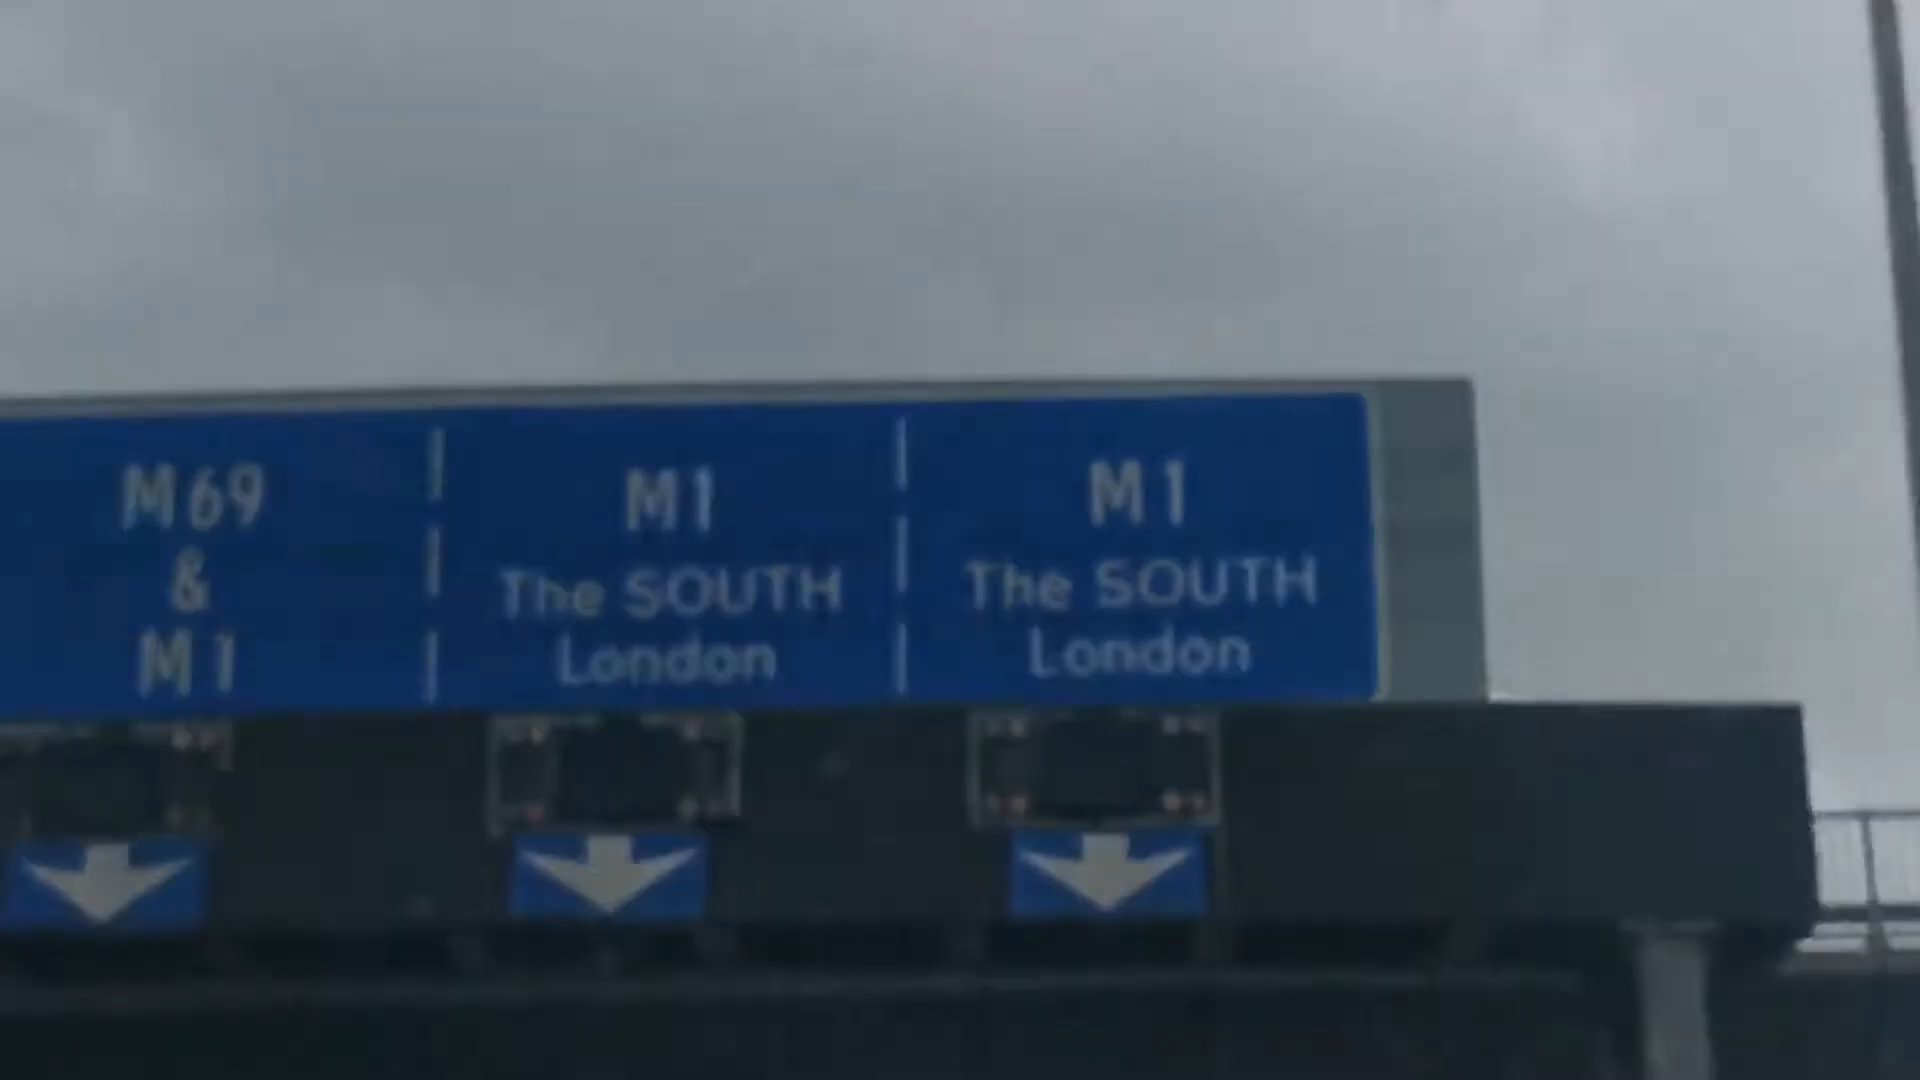 M69
&
M1
M1
The SOUTH
London
M1
The SOUTH
London